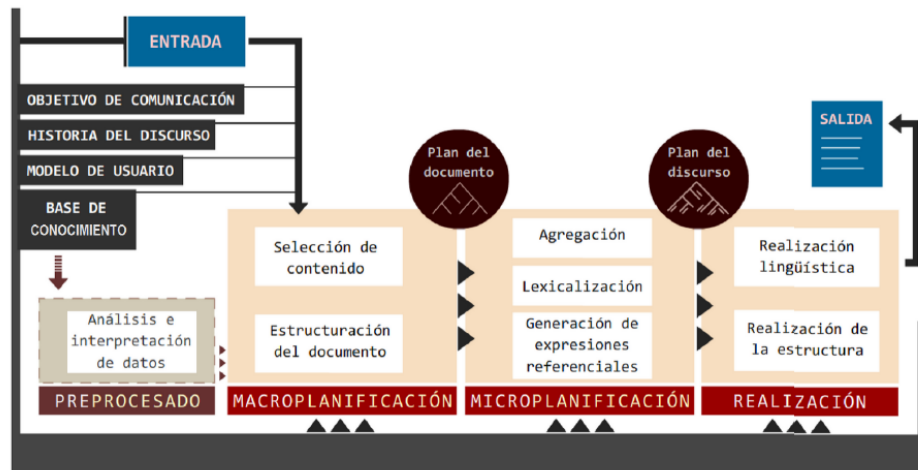 ENTRADA
OBJETIVO DE COMUNICACIÓN
HISTORIA DEL DISCURSO
MODELO DE USUARIO
BASE DE
CONOCIMIENTO
Plan del
documento
Plan del
discurso
SALIDA
Análisis e
interpretación
de datos
PREPROCESADO
Selección de
contenido
Estructuración
del documento
MACROPLANIFICACIÓN
Agregación
Lexicalización
Generación de
expresiones
referenciales
MICROPLANIFICACIÓN
Realización
lingüística
Realización de
la estructura
REALIZACIÓN